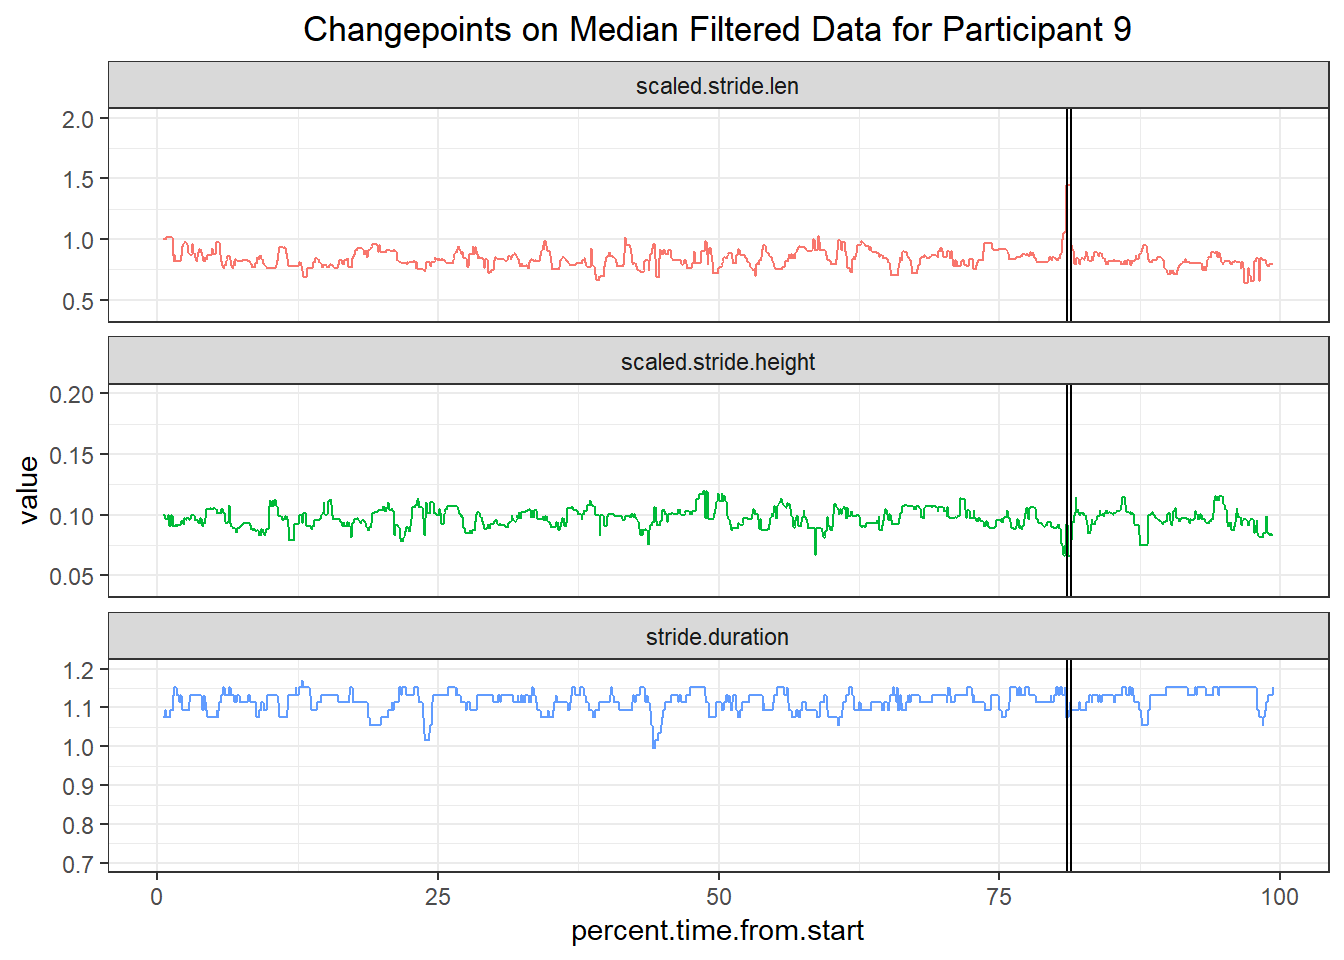 Changepoints on Median Filtered Data for Participant 9
scaled.stride.len
2.0
1.5
1.0
0.5
scaled.stride.height
0.20
0.15
0.10
0.05
value
stride.duration
1.2
1.1
1.0
0.9
0.8
0.7
0 25 50 75 100
percent.time.from.start